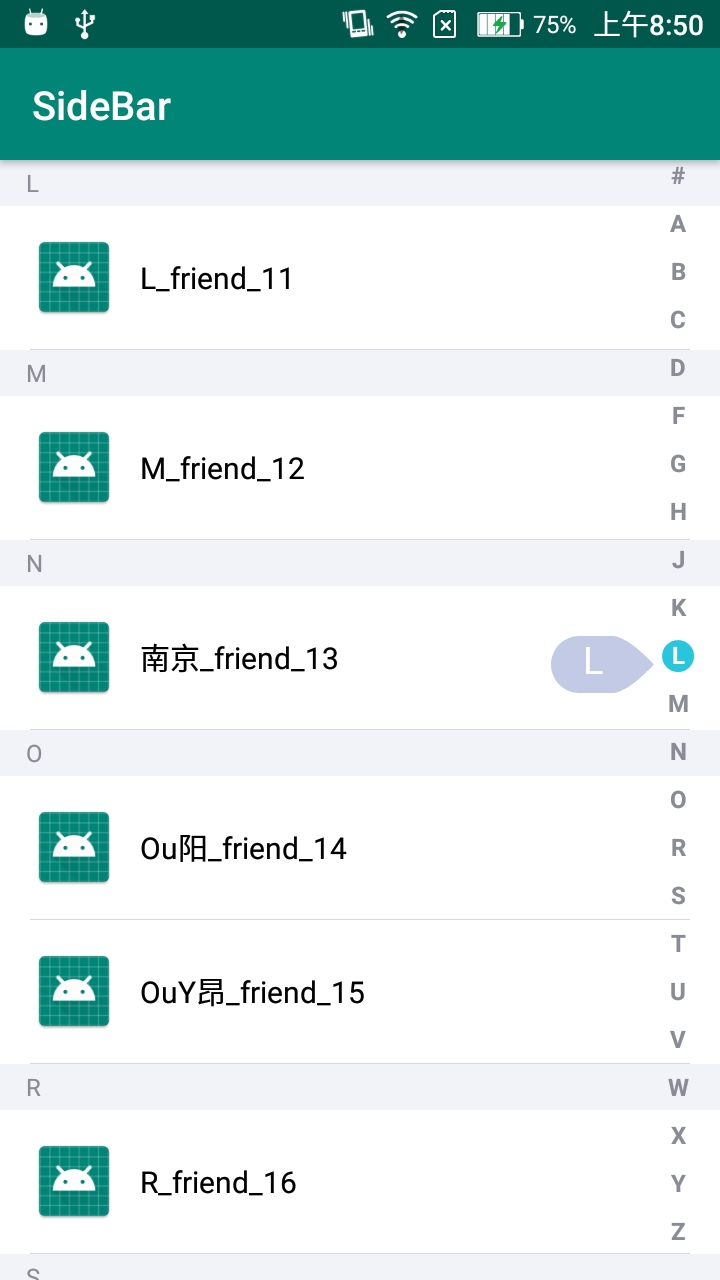 75% 上午8:50
SideBar
L
L_friend_11
M
M_friend_12
N
南京_friend_13
L
O
Ou阳_friend_14
OuY昂_friend_15
R
R_friend_16
S
#
A
B
C
D
F
G
H
J
K
L
M
N
O
R
S
T
U
V
W
X
Y
Z